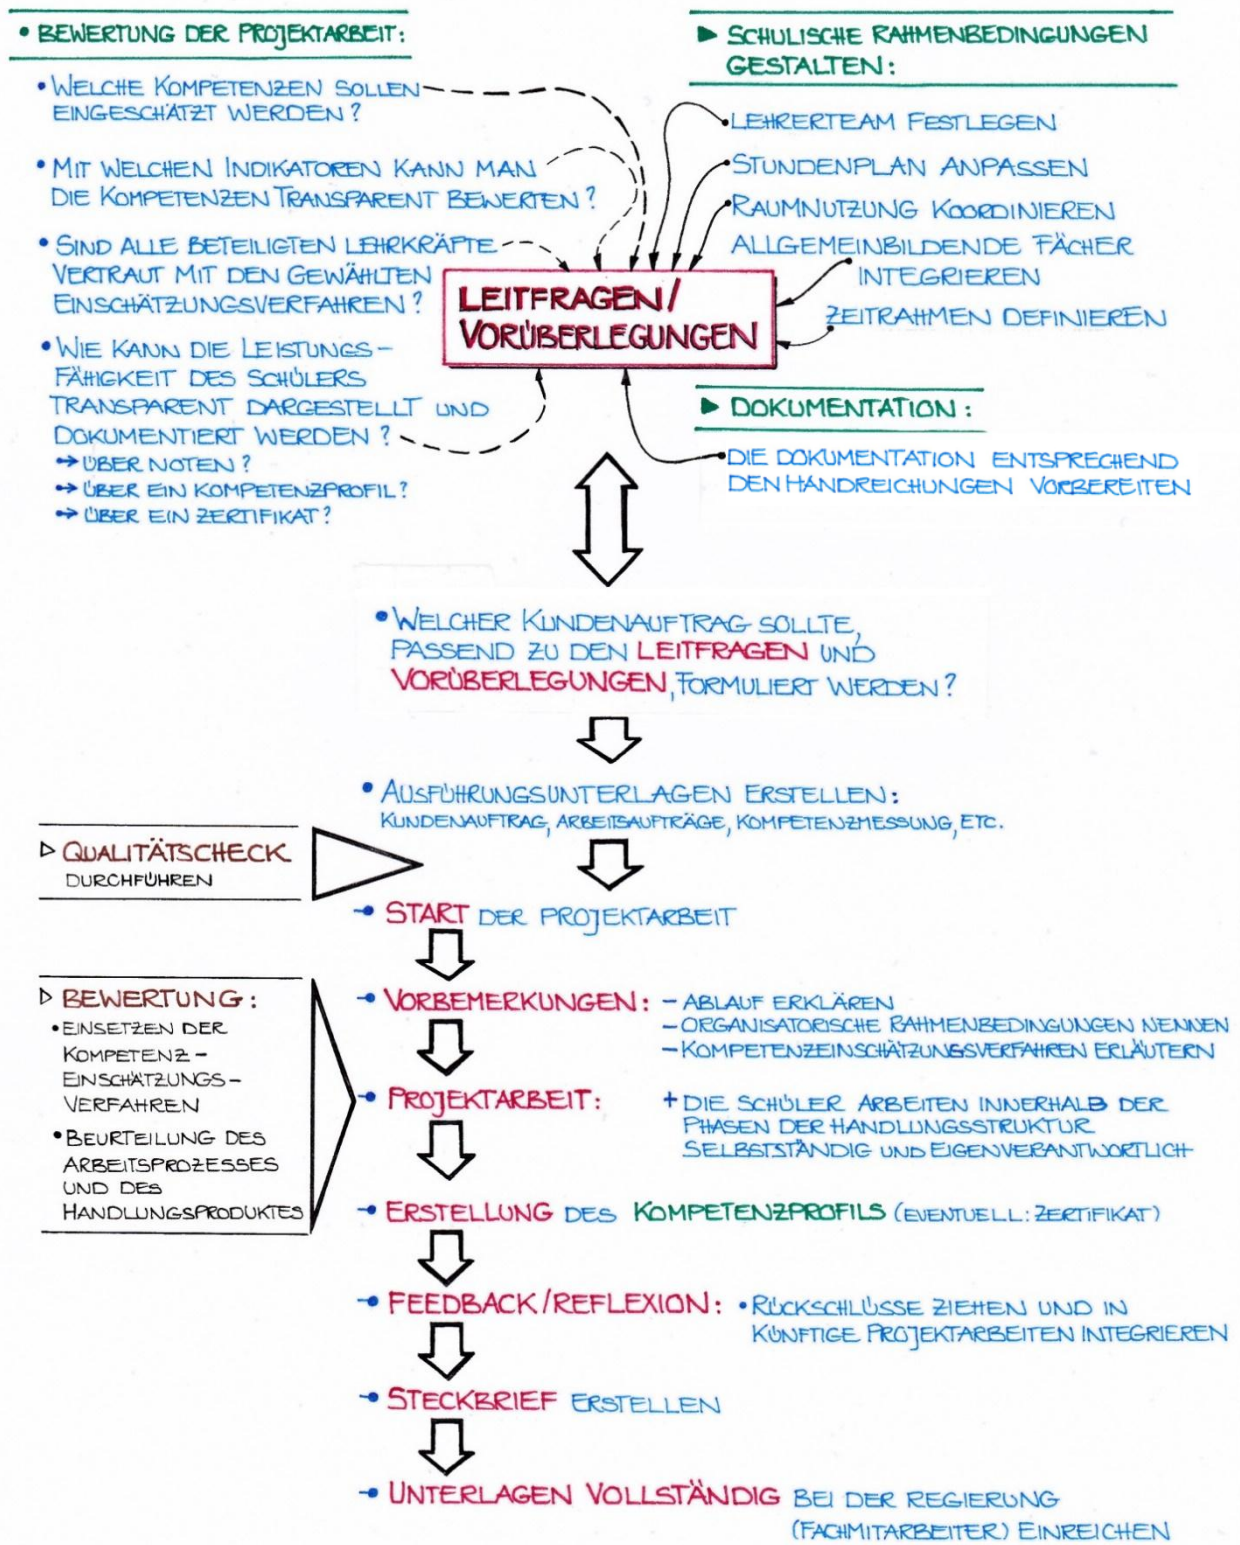 • BEWERTUNG DER PROJEKTARBEIT:
• WELCHE KOMPETENZEN SOLLEN
EINGESCHÄTZT WERDEN?
• MIT WELCHEN INDIKATOREN KANN MAN
DIE KOMPETENZEN TRANSPARENT BEWERTEN?
• SIND ALLE BETEILIGTEN LEHRKRÄFTE
VERTRAUT MIT DEN GEWÄHLTEN
EINSCHÄTZUNGSVERFAHREN?
• WIE KANN DIE LEISTUNGS-
FÄHIGKEIT DES SCHÜLERS
TRANSPARENT DARGESTELLT UND
DOKUMENTIERT WERDEN?
→ ÜBER NOTEN?
→ ÜBER EIN KOMPETENZPROFIL?
→ ÜBER EIN ZERTIFIKAT?
▶ SCHULISCHE RAHMENBEDINGUNGEN
GESTALTEN:
LEHRERTEAM FESTLEGEN
STUNDENPLAN ANPASSEN
RAUMNUTZUNG KOORDINIEREN
ALLGEMEINBILDENDE FÄCHER
INTEGRIEREN
ZEITRAHMEN DEFINIEREN
LEITFRAGEN/
VORÜBERLEGUNGEN
▶ DOKUMENTATION:
DIE DOKUMENTATION ENTSPRECHEND
DEN HANDREICHUNGEN VORBEREITEN
• WELCHER KUNDENAUFTRAG SOLLTE,
PASSEND ZU DEN LEITFRAGEN UND
VORÜBERLEGUNGEN, FORMULIERT WERDEN?
• AUSFÜHRUNGSUNTERLAGEN ERSTELLEN:
KUNDENAUFTRAG, ARBEITSAUFTRÄGE, KOMPETENZMESSUNG, ETC.
▷ QUALITÄTSCHECK
DURCHFÜHREN
START DER PROJEKTARBEIT
▷ BEWERTUNG:
• EINSETZEN DER
KOMPETENZ-
EINSCHÄTZUNGS-
VERFAHREN
• BEURTEILUNG DES
ARBEITSPROZESSES
UND DES
HANDLUNGSPRODUKTES
VORBEMERKUNGEN: - ABLAUF ERKLÄREN
- ORGANISATORISCHE RAHMENBEDINGUNGEN NENNEN
- KOMPETENZEINSCHÄTZUNGSVERFAHREN ERLÄUTERN
PROJEKTARBEIT: + DIE SCHÜLER ARBEITEN INNERHALB DER
PHASEN DER HANDLUNGSSTRUKTUR
SELBSTSTÄNDIG UND EIGENVERANTWORTLICH
ERSTELLUNG DES KOMPETENZPROFILS (EVENTUELL: ZERTIFIKAT)
FEEDBACK/REFLEXION: • RÜCKSCHLÜSSE ZIEHEN UND IN
KÜNFTIGE PROJEKTARBEITEN INTEGRIEREN
STECKBRIEF ERSTELLEN
UNTERLAGEN VOLLSTÄNDIG BEI DER REGIERUNG
(FACHMITARBEITER) EINREICHEN